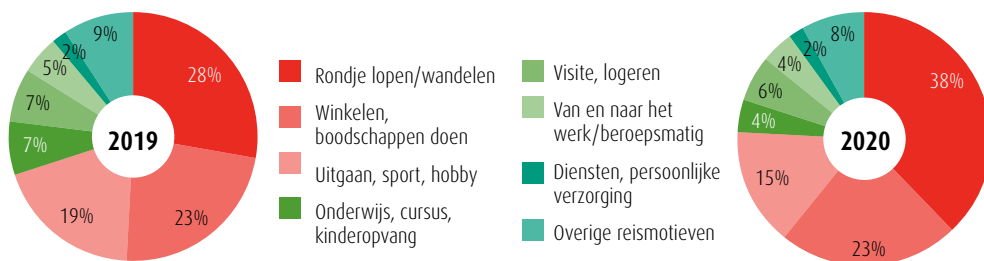 9%
2%
5%
28%
7%
7%
2019
19%
23%
Rondje lopen/wandelen
Winkelen,
boodschappen doen
Uitgaan, sport, hobby
Onderwijs, cursus,
kinderopvang
Visite, logeren
Van en naar het
werk/beroepsmatig
Diensten, persoonlijke
verzorging
Overige reismotieven
8%
2%
4%
38%
6%
4%
2020
15%
23%